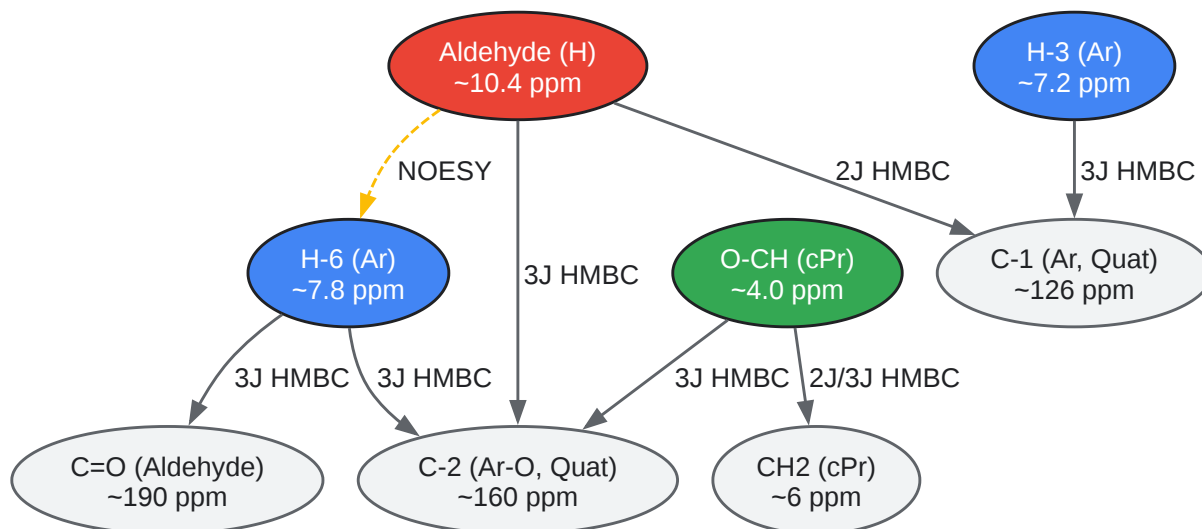 Aldehyde (H)
~10.4 ppm
H-3 (Ar)
~7.2 ppm
NOESY
2J HMBC
3J HMBC
H-6 (Ar)
~7.8 ppm
3J HMBC
O-CH (cPr)
~4.0 ppm
C-1 (Ar, Quat)
~126 ppm
3J HMBC
3J HMBC
3J HMBC
2J/3J HMBC
C=O (Aldehyde)
~190 ppm
C-2 (Ar-O, Quat)
~160 ppm
CH2 (cPr)
~6 ppm